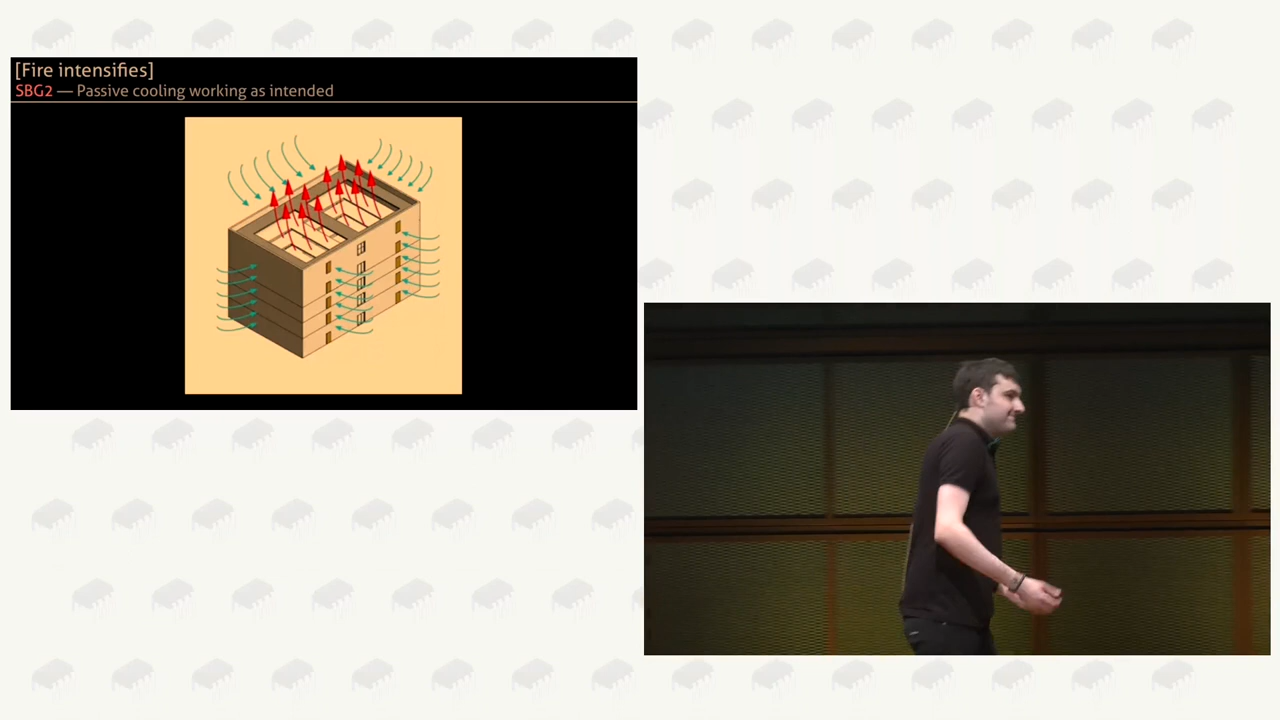 [Fire intensifies]
SBG2 — Passive cooling working as intended